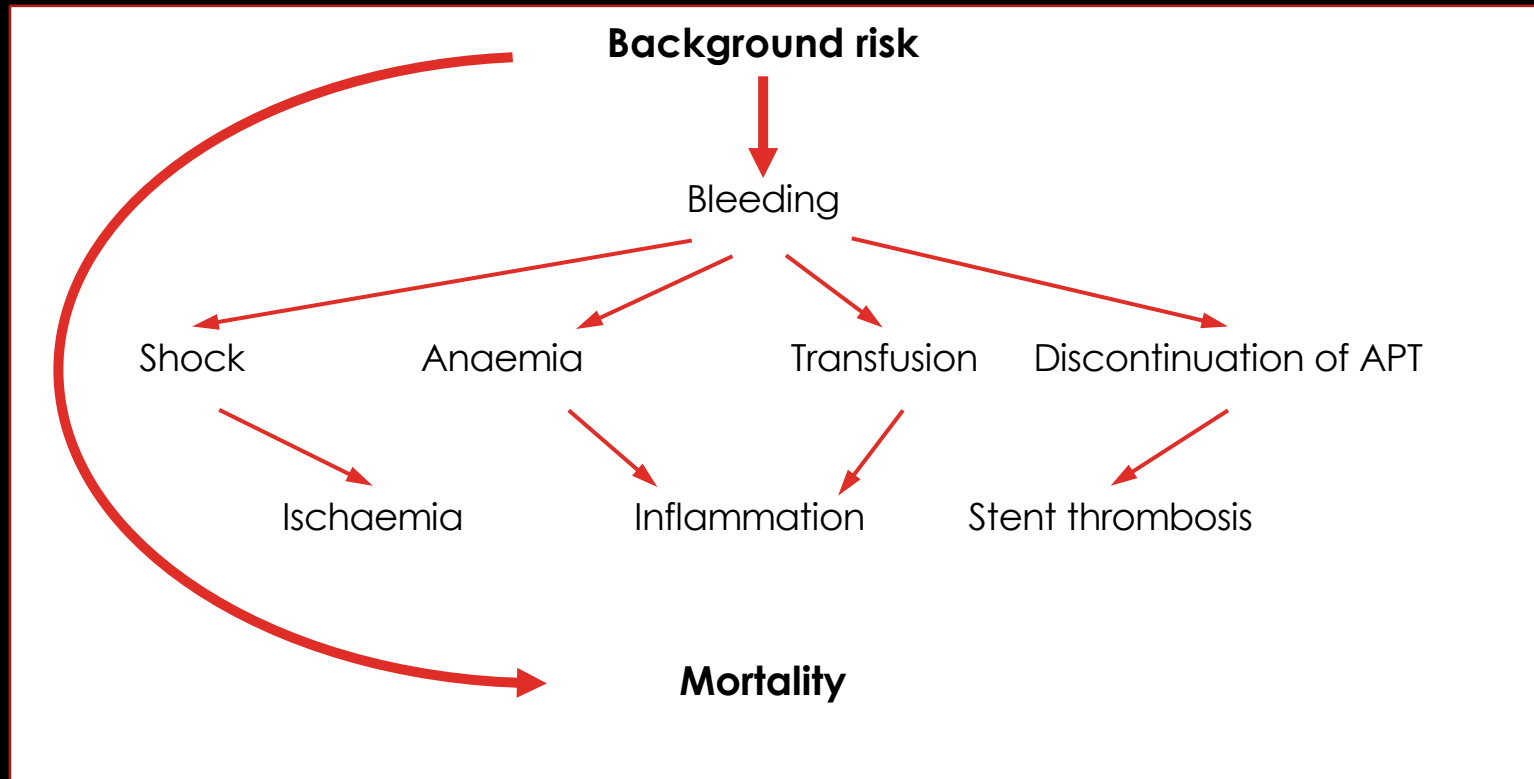 Background risk
Bleeding
Shock
Anaemia
Transfusion
Discontinuation of APT
Ischaemia
Inflammation
Stent thrombosis
Mortality